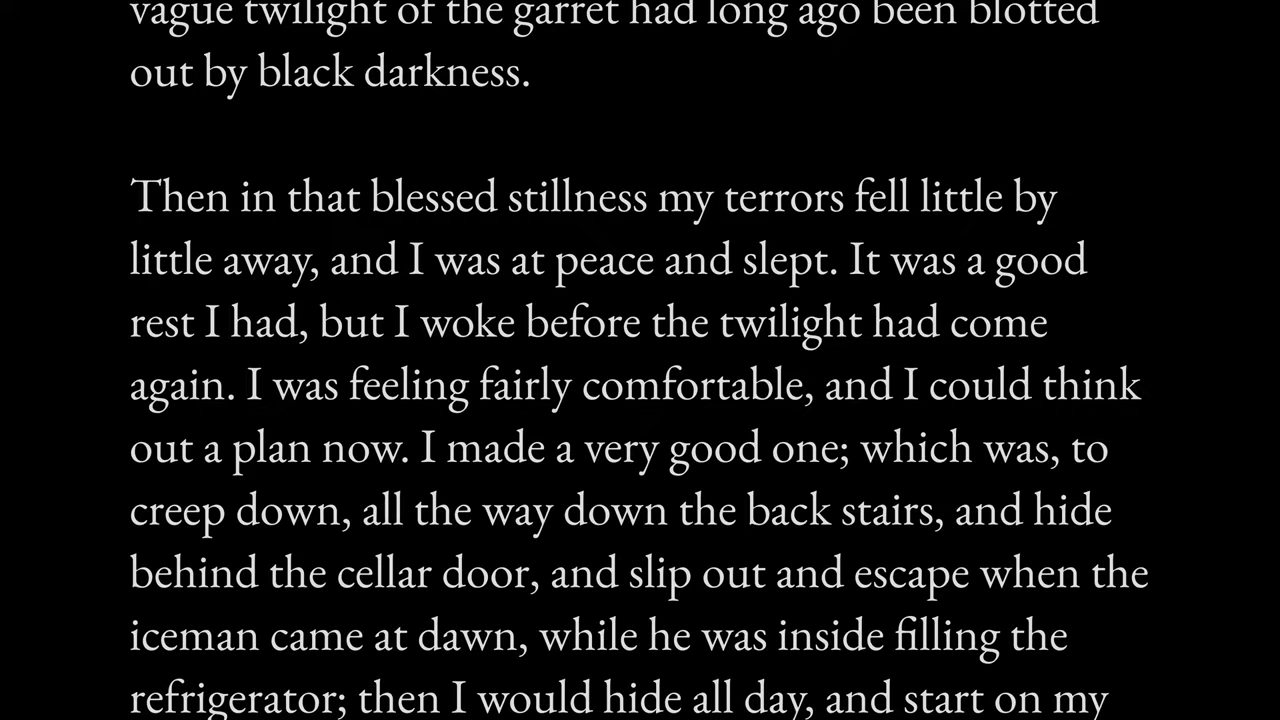 vague twilight of the garret had long ago been blotted
out by black darkness.
Then in that blessed stillness my terrors fell little by
little away, and I was at peace and slept. It was a good
rest I had, but I woke before the twilight had come
again. I was feeling fairly comfortable, and I could think
out a plan now. I made a very good one; which was, to
creep down, all the way down the back stairs, and hide
behind the cellar door, and slip out and escape when the
iceman came at dawn, while he was inside filling the
refrigerator; then I would hide all day, and start on my